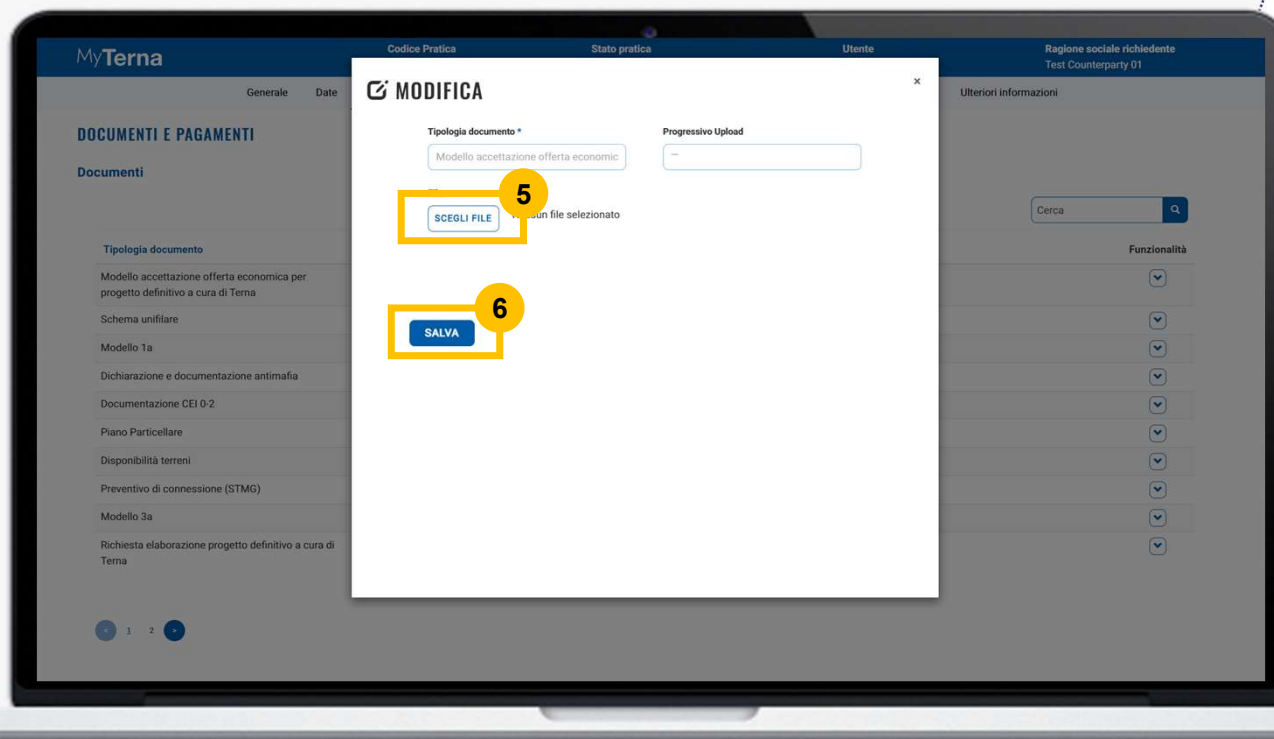 MyTerna
Codice Pratica
Stato pratica
Utente
Ragione sociale richiedente
Test Counterparty 01
Generale
Date
Ulteriori informazioni
DOCUMENTI E PAGAMENTI
Documenti
MODIFICA
×
Tipologia documento *
Progressivo Upload
Modello accettazione offerta economic
—
5
SCEGLI FILE
file selezionato
6
SALVA
Cerca
Tipologia documento
Funzionalità
Modello accettazione offerta economica per
progetto definitivo a cura di Terna
Schema unifilare
Modello 1a
Dichiarazione e documentazione antimafia
Documentazione CEI 0-2
Piano Particellare
Disponibilità terreni
Preventivo di connessione (STMG)
Modello 3a
Richiesta elaborazione progetto definitivo a cura di
Terna
< 1 2 >